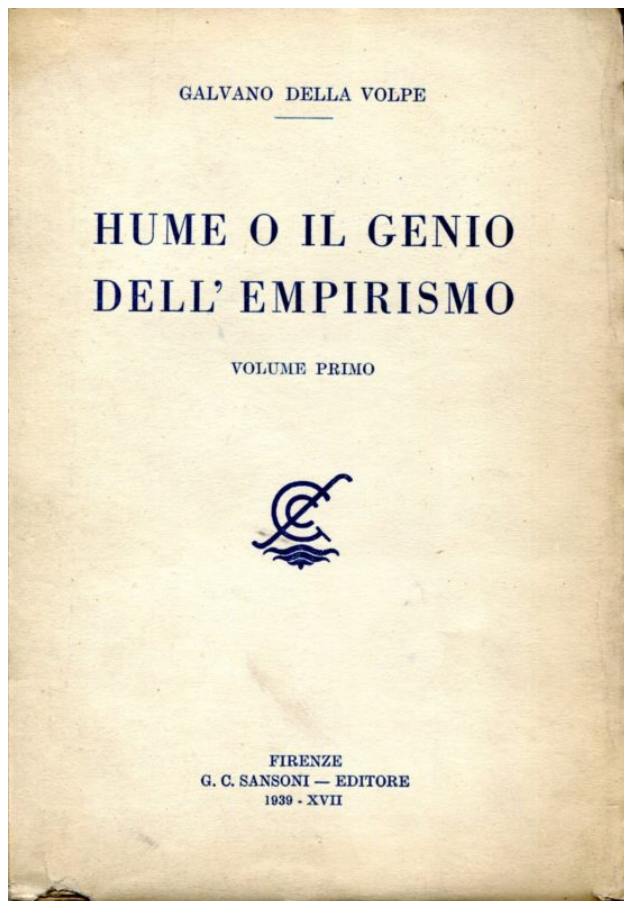 GALVANO DELLA VOLPE
HUME O IL GENIO
DELL' EMPIRISMO
VOLUME PRIMO
FIRENZE
G. C. SANSONI — EDITORE
1939 - XVII